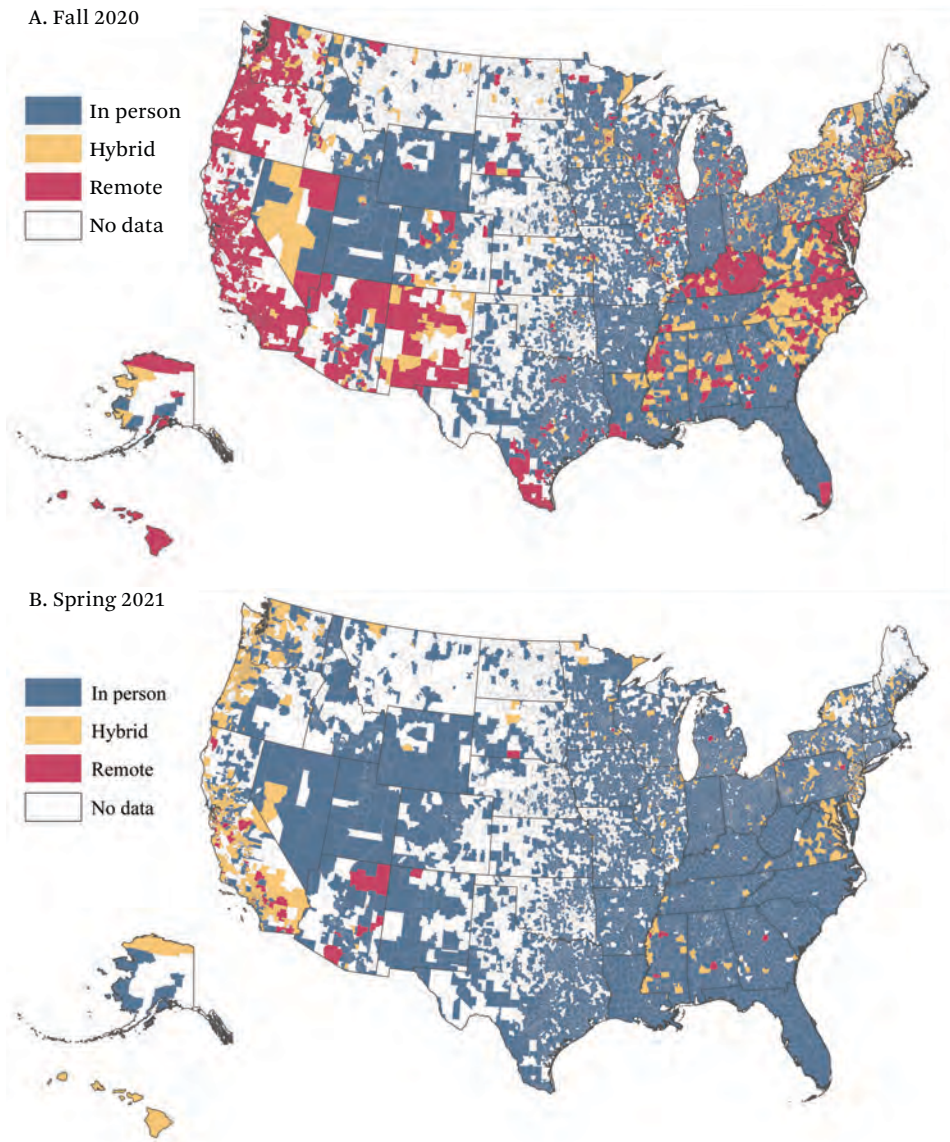 A. Fall 2020
In person
Hybrid
Remote
No data
B. Spring 2021
In person
Hybrid
Remote
No data